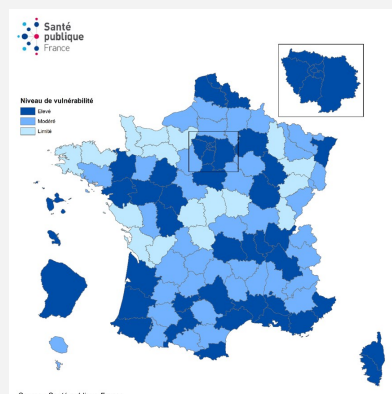 Santé
publique
France
Niveau de vulnérabilité
Elevé
Modéré
Limité